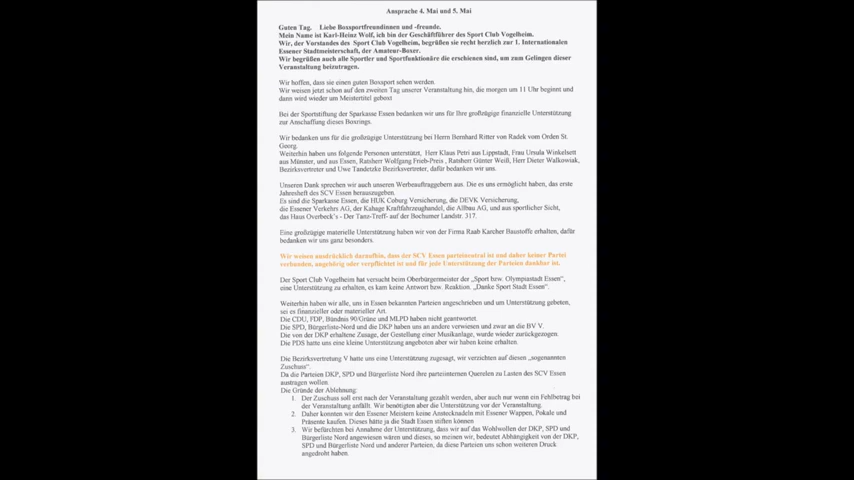 Ansprache 4. Mai und 5. Mai
Guten Tag. Liebe Boxsportfreundinnen und -freunde.
Mein Name ist Karl-Heinz Wolf, ich bin der Geschäftführer des Sport Club Vogelheim.
Wir, der Vorstandes des Sport Club Vogelheim, begrüßen sie recht herzlich zur 1. Internationalen
Essener Stadtmeisterschaft, der Amateur-Boxer.
Wir begrüßen auch alle Sportler und Sportfunktionäre die erschienen sind, um zum Gelingen dieser
Veranstaltung beizutragen.
Wir hoffen, dass sie einen guten Boxsport sehen werden.
Wir weisen jetzt schon auf den zweiten Tag unserer Veranstaltung hin, die morgen um 11 Uhr beginnt und
dann wird wieder um Meistertitel geboxt
Bei der Sportstiftung der Sparkasse Essen bedanken wir uns für Ihre großzügige finanzielle Unterstützung
zur Anschaffung dieses Boxrings.
Wir bedanken uns für die großzügige Unterstützung bei Herrn Bernhard Ritter von Radek vom Orden St.
Georg.
Weiterhin haben uns folgende Personen unterstützt, Herr Klaus Petri aus Lippstadt, Frau Ursula Winkelsett
aus Münster, und aus Essen, Ratsherr Wolfgang Frieb-Preis , Ratsherr Günter Weiß, Herr Dieter Walkowiak,
Bezirksvertreter und Uwe Tandetzke Bezirksvertreter, dafür bedanken wir uns.
Unseren Dank sprechen wir auch unseren Werbeauftraggebern aus. Die es uns ermöglicht haben, das erste
Jahresheft des SCV Essen herauszugeben.
Es sind die Sparkasse Essen, die HUK Coburg Versicherung, die DEVK Versicherung,
die Essener Verkehrs AG, der Kahage Kraftfahrzeughandel, die Allbau AG, und aus sportlicher Sicht,
das Haus Overbeck's - Der Tanz-Treff- auf der Bochumer Landstr. 317.
Eine großzügige materielle Unterstützung haben wir von der Firma Raab Karcher Baustoffe erhalten, dafür
bedanken wir uns ganz besonders.
Wir weisen ausdrücklich daraufhin, dass der SCV Essen parteineutral ist und daher keiner Partei
verbunden, angehörig oder verpflichtet ist und für jede Unterstützung der Parteien dankbar ist.
Der Sport Club Vogelheim hat versucht beim Oberbürgermeister der „Sport bzw. Olympiastadt Essen“,
eine Unterstützung zu erhalten, es kam keine Antwort bzw. Reaktion. „Danke Sport Stadt Essen“.
Weiterhin haben wir alle, uns in Essen bekannten Parteien angeschrieben und um Unterstützung gebeten,
sei es finanzieller oder materieller Art.
Die CDU, FDP, Bündnis 90/Grüne und MLPD haben nicht geantwortet.
Die SPD, Bürgerliste-Nord und die DKP haben uns an andere verwiesen und zwar an die BV V.
Die von der DKP erhaltene Zusage, der Gestellung einer Musikanlage, wurde wieder zurückgezogen.
Die PDS hatte uns eine kleine Unterstützung angeboten aber wir haben keine erhalten.
Die Bezirksvertretung V hatte uns eine Unterstützung zugesagt, wir verzichten auf diesen „sogenannten
Zuschuss“.
Da die Parteien DKP, SPD und Bürgerliste Nord ihre parteiinternen Querelen zu Lasten des SCV Essen
austragen wollen.
Die Gründe der Ablehnung:
1. Der Zuschuss soll erst nach der Veranstaltung gezahlt werden, aber auch nur wenn ein Fehlbetrag bei
der Veranstaltung anfällt. Wir benötigten aber die Unterstützung vor der Veranstaltung.
2. Daher konnten wir den Essener Meistern keine Anstecknadeln mit Essener Wappen, Pokale und
Präsente kaufen. Dieses hätte ja die Stadt Essen stiften können
3. Wir befürchten bei Annahme der Unterstützung, dass wir auf das Wohlwollen der DKP, SPD und
Bürgerliste Nord angewiesen wären und dieses, so meinen wir, bedeutet Abhängigkeit von der DKP,
SPD und Bürgerliste Nord und anderer Parteien, da diese Parteien uns schon weiteren Druck
angedroht haben.